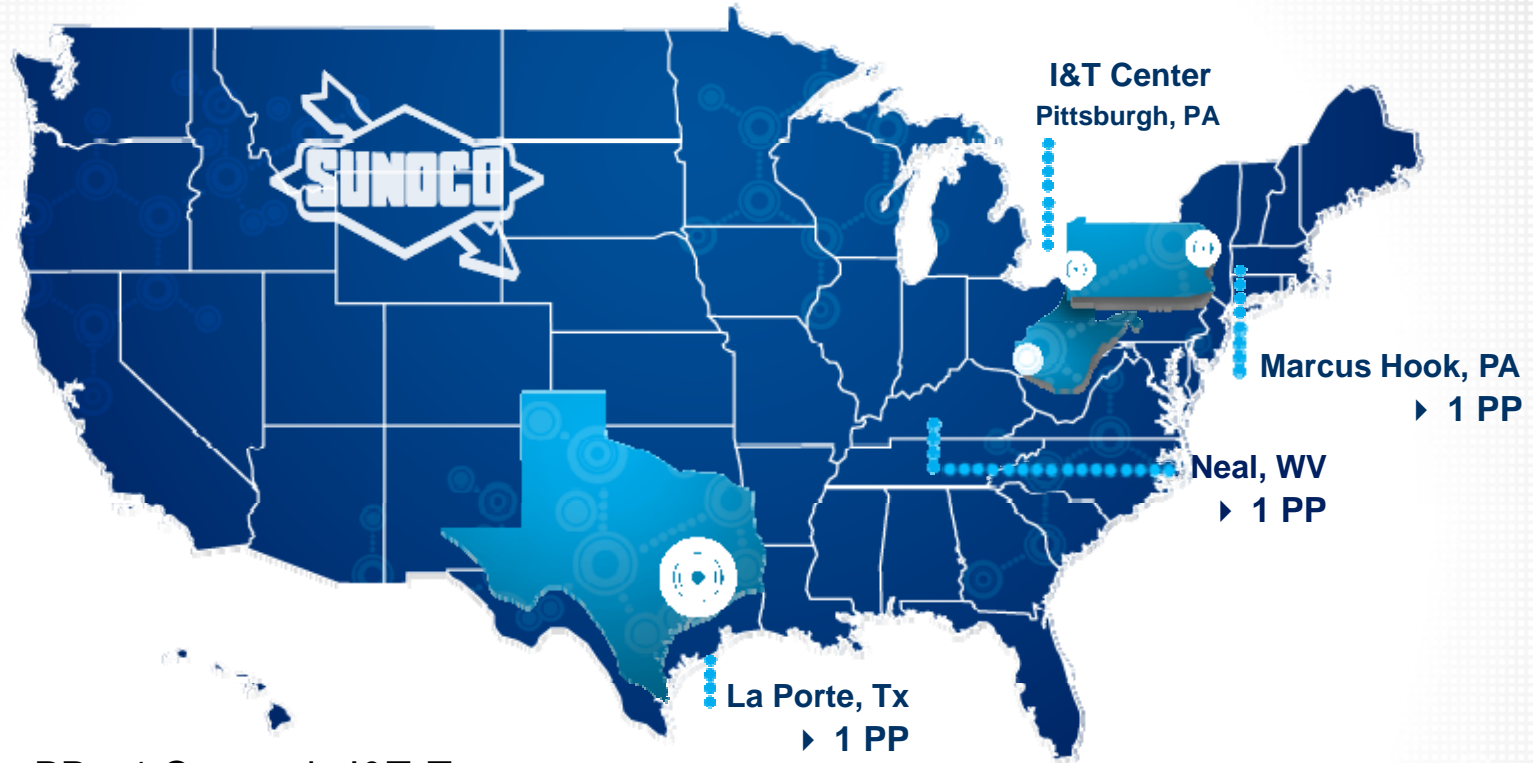 I&T Center
Pittsburgh, PA
SUNOCO
Marcus Hook, PA
1 PP
Neal, WV
1 PP
La Porte, Tx
1 PP